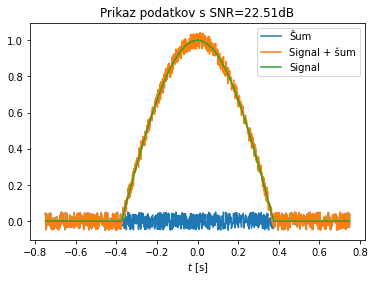 Prikaz podatkov s SNR=22.51dB
Šum
Signal + šum
Signal
1.0
0.8
0.6
0.4
0.2
0.0
−0.8 −0.6 −0.4 −0.2 0.0 0.2 0.4 0.6 0.8
t [s]